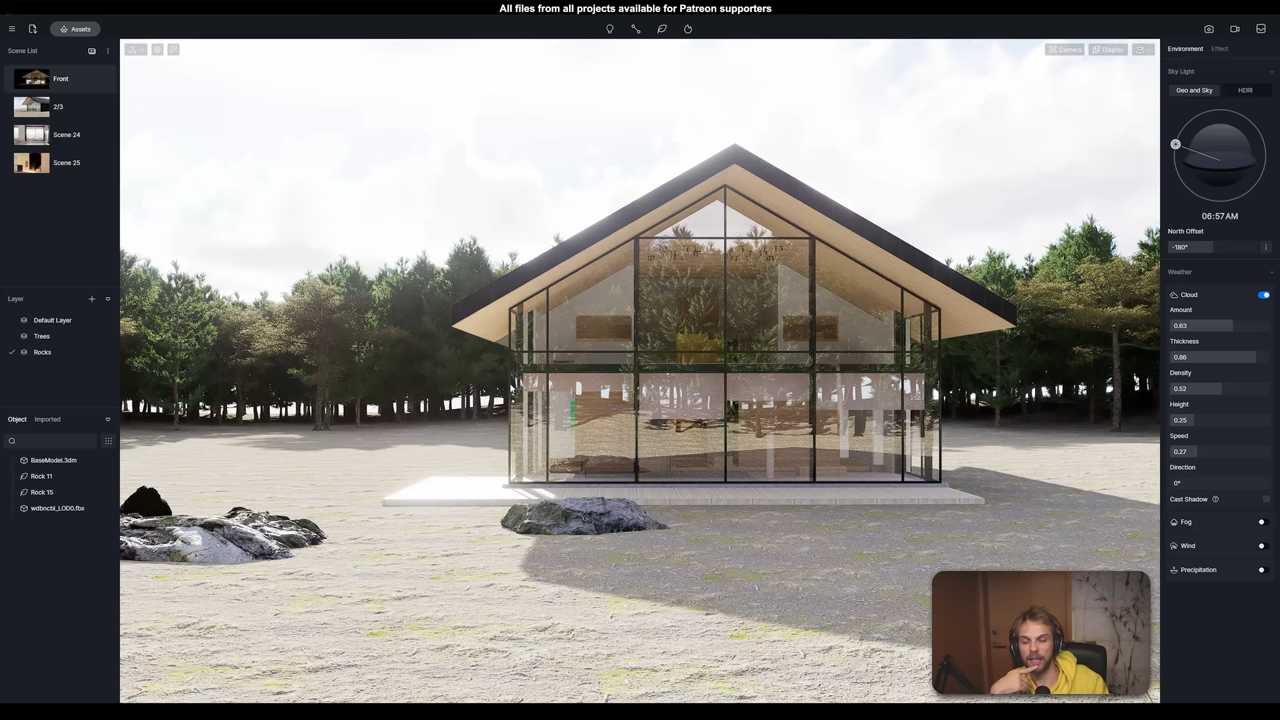 All files from all projects available for Patreon supporters
Assets
Scene List
Front
2/3
Scene 24
Scene 25
Layer
Default Layer
Trees
Rocks
Object Imported
BaseModel.3dm
Rock 11
Rock 15
wdbncbl_LOD0.fbx
Camera Display
Environment Effect
Sky Light
Geo and Sky HDRI
06:57AM
North Offset
-180°
Weather
Cloud
Amount
0.63
Thickness
0.86
Density
0.52
Height
0.25
Speed
0.27
Direction
0°
Cast Shadow
Fog
Wind
Precipitation